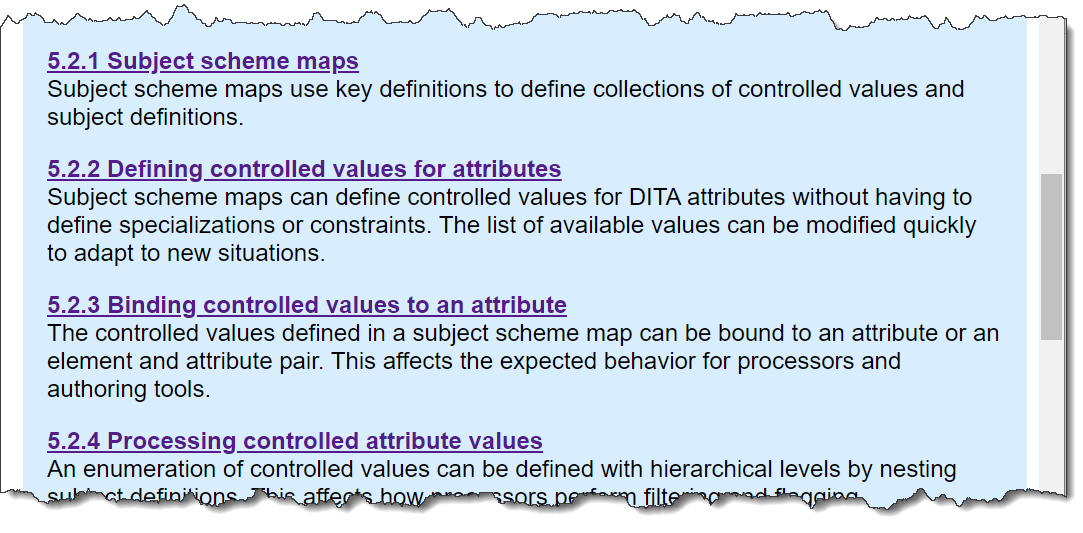 5.2.1 Subject scheme maps
Subject scheme maps use key definitions to define collections of controlled values and
subject definitions.
5.2.2 Defining controlled values for attributes
Subject scheme maps can define controlled values for DITA attributes without having to
define specializations or constraints. The list of available values can be modified quickly
to adapt to new situations.
5.2.3 Binding controlled values to an attribute
The controlled values defined in a subject scheme map can be bound to an attribute or an
element and attribute pair. This affects the expected behavior for processors and
authoring tools.
5.2.4 Processing controlled attribute values
An enumeration of controlled values can be defined with hierarchical levels by nesting
subject definitions. This affects how processors perform filtering and flagging.